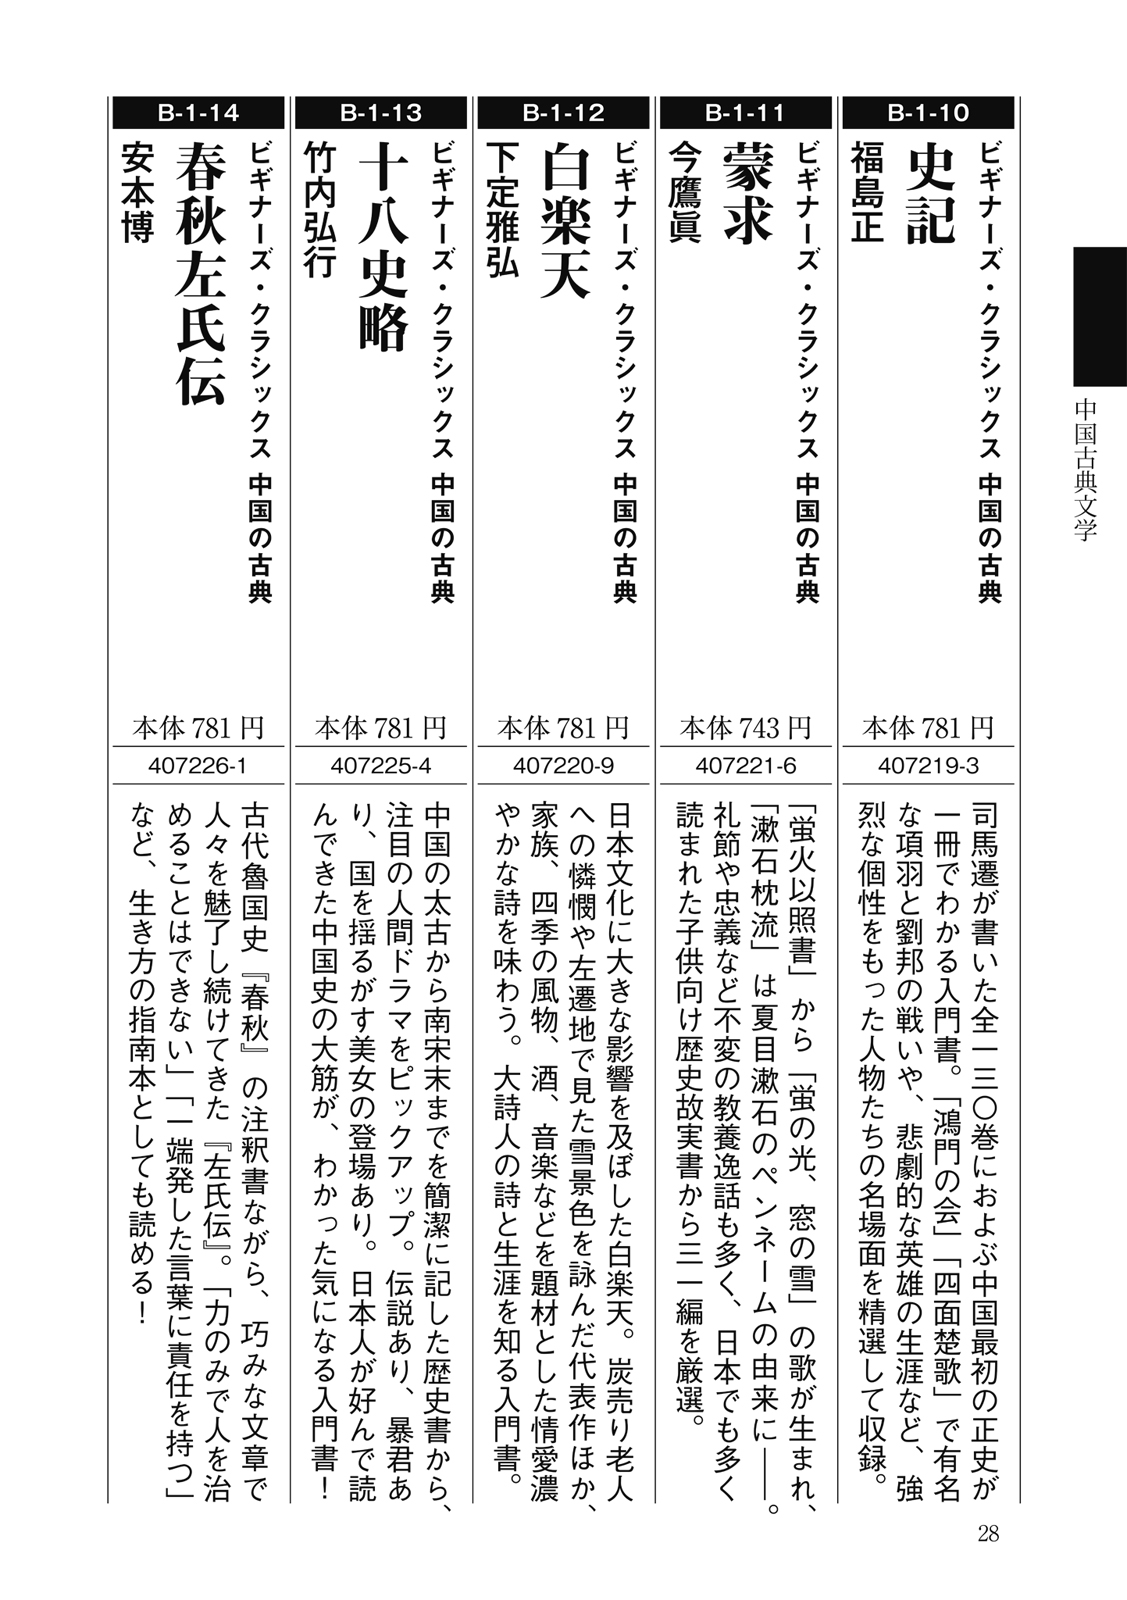 中国古典文学
B-1-10
ビギナーズ・クラシックス 中国の古典
史記
福島正
本体 781 円
407219-3
司馬遷が書いた全一三〇巻におよぶ中国最初の正史が
一冊でわかる入門書。「鴻門の会」「四面楚歌」で有名
な項羽と劉邦の戦いや、悲劇的な英雄の生涯など、強
烈な個性をもった人物たちの名場面を精選して収録。
B-1-11
ビギナーズ・クラシックス 中国の古典
蒙求
今鷹眞
本体 743 円
407221-6
「蛍火以照書」から「蛍の光、窓の雪」の歌が生まれ、
「漱石枕流」は夏目漱石のペンネームの由来に――。
礼節や忠義など不変の教養逸話も多く、日本でも多く
読まれた子供向け歴史故実書から三一編を厳選。
B-1-12
ビギナーズ・クラシックス 中国の古典
白楽天
下定雅弘
本体 781 円
407220-9
日本文化に大きな影響を及ぼした白楽天。炭売り老人
への憐憫や左遷地で見た雪景色を詠んだ代表作ほか、
家族、四季の風物、酒、音楽などを題材とした情愛濃
やかな詩を味わう。大詩人の詩と生涯を知る入門書。
B-1-13
ビギナーズ・クラシックス 中国の古典
十八史略
竹内弘行
本体 781 円
407225-4
中国の太古から南宋末までを簡潔に記した歴史書から、
注目の人間ドラマをピックアップ。伝説あり、暴君あ
り、国を揺るがす美女の登場あり。日本人が好んで読
んできた中国史の大筋が、わかった気になる入門書！
B-1-14
ビギナーズ・クラシックス 中国の古典
春秋左氏伝
安本博
本体 781 円
407226-1
古代魯国史『春秋』の注釈書ながら、巧みな文章で
人々を魅了し続けてきた『左氏伝』。「力のみで人を治
めることはできない」「一端発した言葉に責任を持つ」
など、生き方の指南本としても読める！
28